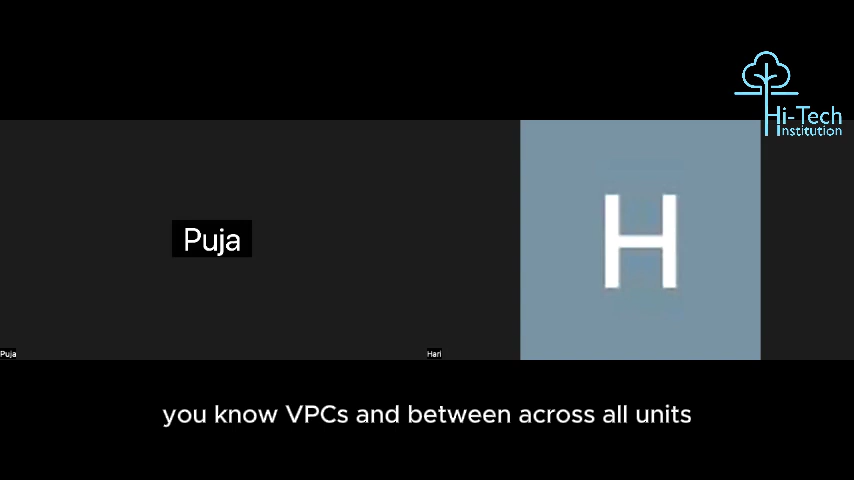 Hi-Tech
Institution
Puja
H
Puja
Hari
you know VPCs and between across all units